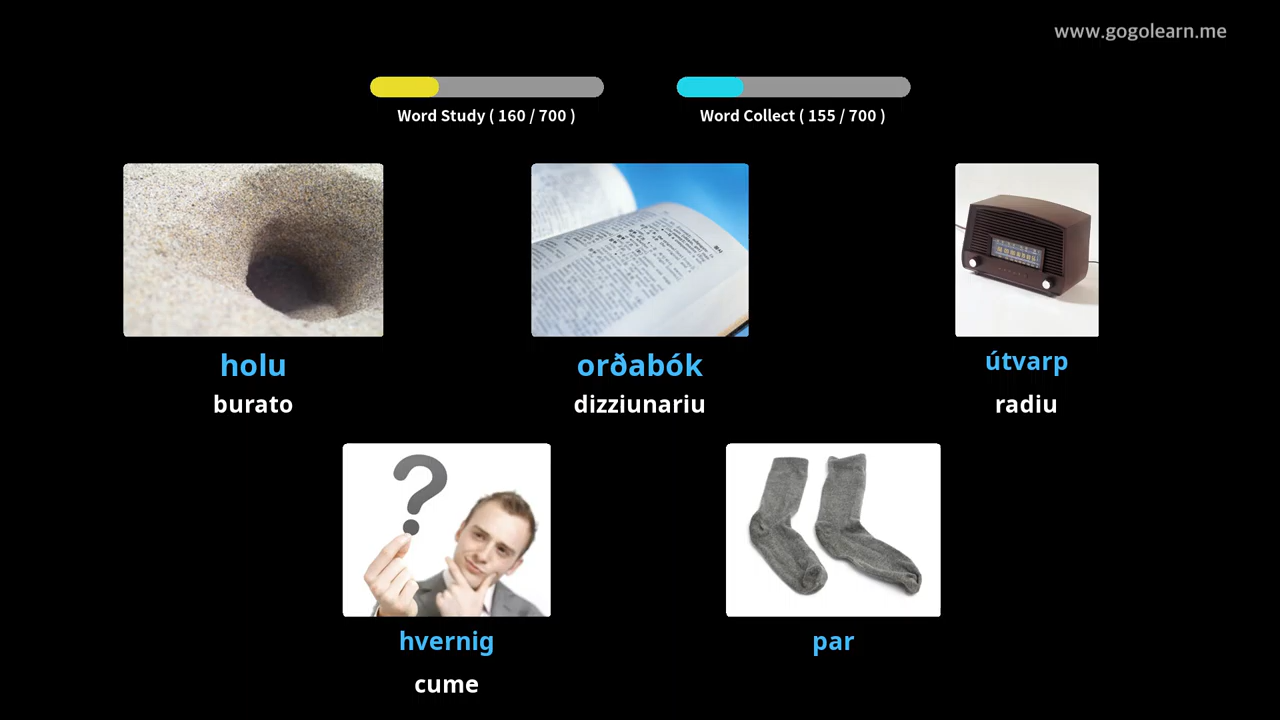 www.gogolearn.me
Word Study ( 160 / 700 )
Word Collect ( 155 / 700 )
holu
orðabók
útvarp
burato
dizziunariu
radiu
hvernig
par
cume